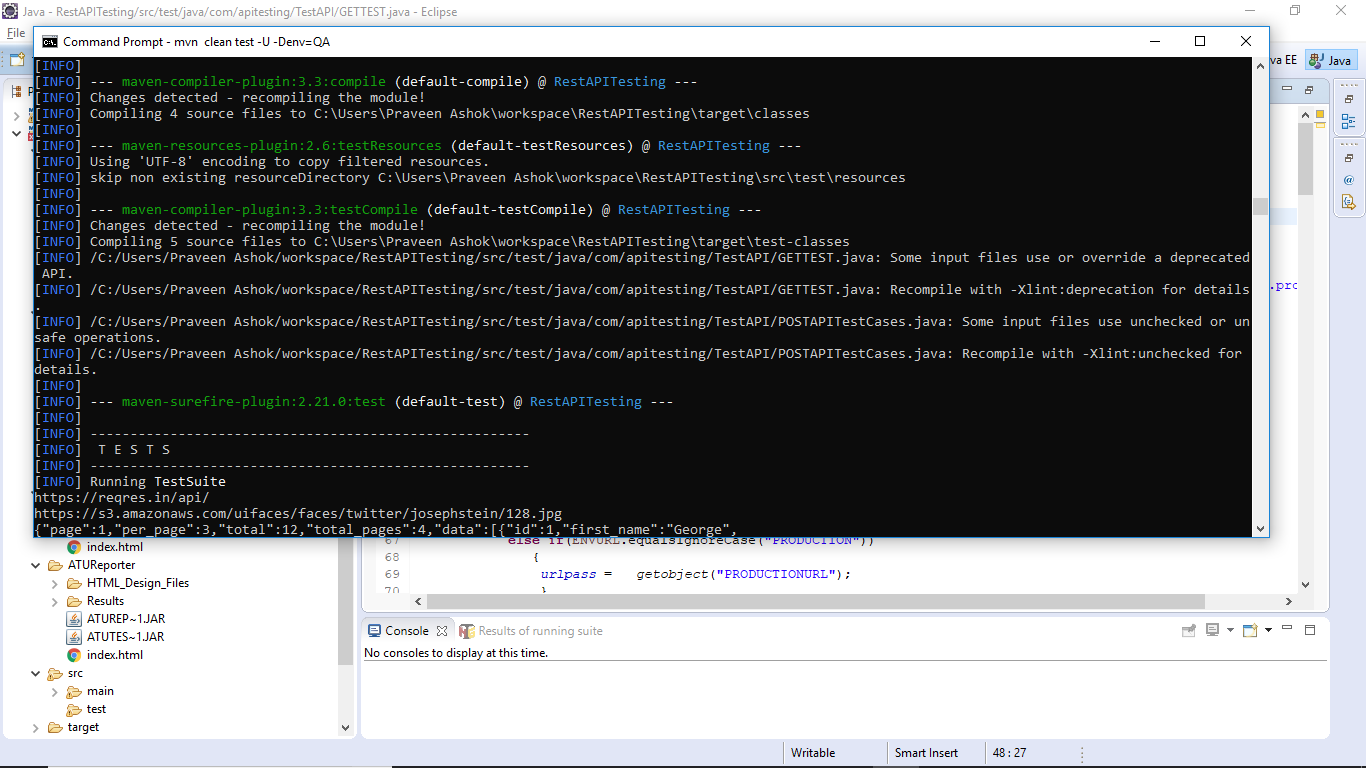 Java - RestAPITesting/src/test/java/com/apitesting/TestAPI/GETTEST.java - Eclipse
File
Command Prompt - mvn  clean test -U -Denv=QA
[INFO]
[INFO] --- maven-compiler-plugin:3.3:compile (default-compile) @ RestAPITesting ---
[INFO] Changes detected - recompiling the module!
[INFO] Compiling 4 source files to C:\Users\Praveen Ashok\workspace\RestAPITesting\target\classes
[INFO]
[INFO] --- maven-resources-plugin:2.6:testResources (default-testResources) @ RestAPITesting ---
[INFO] Using 'UTF-8' encoding to copy filtered resources.
[INFO] skip non existing resourceDirectory C:\Users\Praveen Ashok\workspace\RestAPITesting\src\test\resources
[INFO]
[INFO] --- maven-compiler-plugin:3.3:testCompile (default-testCompile) @ RestAPITesting ---
[INFO] Changes detected - recompiling the module!
[INFO] Compiling 5 source files to C:\Users\Praveen Ashok\workspace\RestAPITesting\target\test-classes
[INFO] /C:/Users/Praveen Ashok/workspace/RestAPITesting/src/test/java/com/apitesting/TestAPI/GETTEST.java: Some input files use or override a deprecated
API.
[INFO] /C:/Users/Praveen Ashok/workspace/RestAPITesting/src/test/java/com/apitesting/TestAPI/GETTEST.java: Recompile with -Xlint:deprecation for details
.
[INFO] /C:/Users/Praveen Ashok/workspace/RestAPITesting/src/test/java/com/apitesting/TestAPI/POSTAPITestCases.java: Some input files use unchecked or un
safe operations.
[INFO] /C:/Users/Praveen Ashok/workspace/RestAPITesting/src/test/java/com/apitesting/TestAPI/POSTAPITestCases.java: Recompile with -Xlint:unchecked for
details.
[INFO]
[INFO] --- maven-surefire-plugin:2.21.0:test (default-test) @ RestAPITesting ---
[INFO]
[INFO] -------------------------------------------------------
[INFO]  T E S T S
[INFO] -------------------------------------------------------
[INFO] Running TestSuite
https://reqres.in/api/
https://s3.amazonaws.com/uifaces/faces/twitter/josephstein/128.jpg
{"page":1,"per_page":3,"total":12,"total_pages":4,"data":[{"id":1,"first_name":"George",
va EE
Java
.pro
67 else if(ENVURL.equalsIgnoreCase("PRODUCTION"))
68 {
69 urlpass = getobject("PRODUCTIONURL");
70 }
index.html
ATUReporter
HTML_Design_Files
Results
ATUREP~1.JAR
ATUTES~1.JAR
index.html
src
main
test
target
Console
Results of running suite
No consoles to display at this time.
Writable
Smart Insert
48 : 27